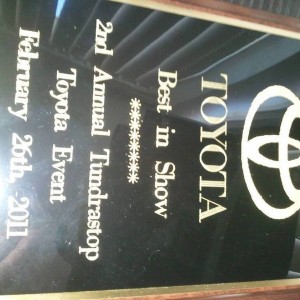 TOYOTA
Best in Show
*******
2nd Annual Tundrastop
Toyota Event
February 26th, 2011